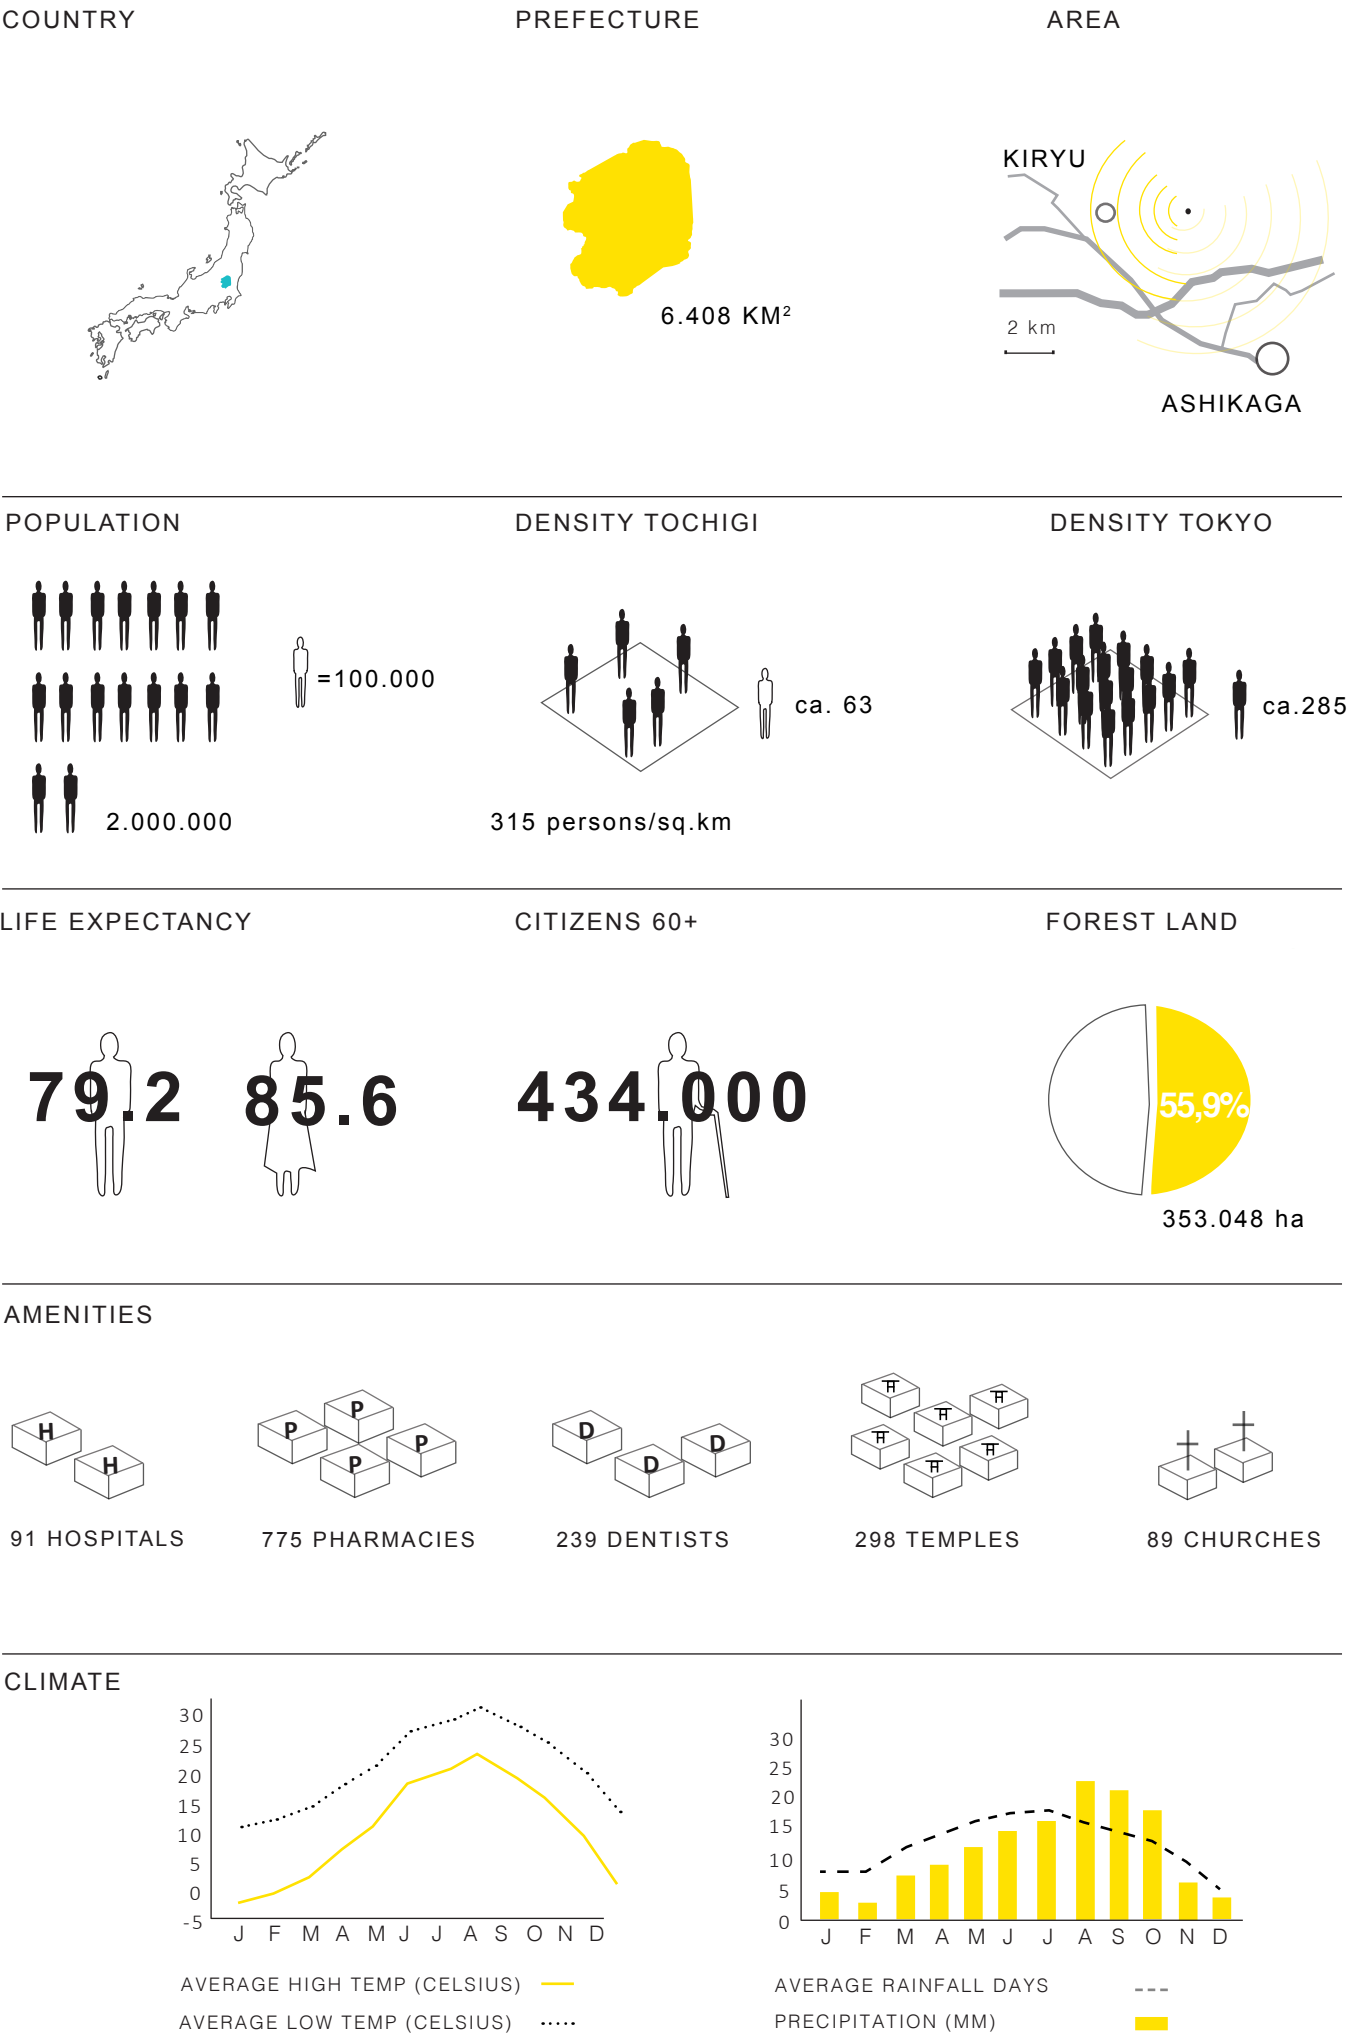 COUNTRY
PREFECTURE
AREA
KIRYU
6.408 KM²
2 km
ASHIKAGA
POPULATION
DENSITY TOCHIGI
DENSITY TOKYO
=100.000
ca. 63
ca.285
2.000.000
315 persons/sq.km
LIFE EXPECTANCY
CITIZENS 60+
FOREST LAND
79.2
85.6
434.000
55,9%
353.048 ha
AMENITIES
H
H
P
P
P
P
D
D
D
91 HOSPITALS
775 PHARMACIES
239 DENTISTS
298 TEMPLES
89 CHURCHES
CLIMATE
30
25
20
15
10
5
0
-5
J F M A M J J A S O N D
AVERAGE HIGH TEMP (CELSIUS)
AVERAGE LOW TEMP (CELSIUS)
30
25
20
15
10
5
0
J F M A M J J A S O N D
AVERAGE RAINFALL DAYS
PRECIPITATION (MM)